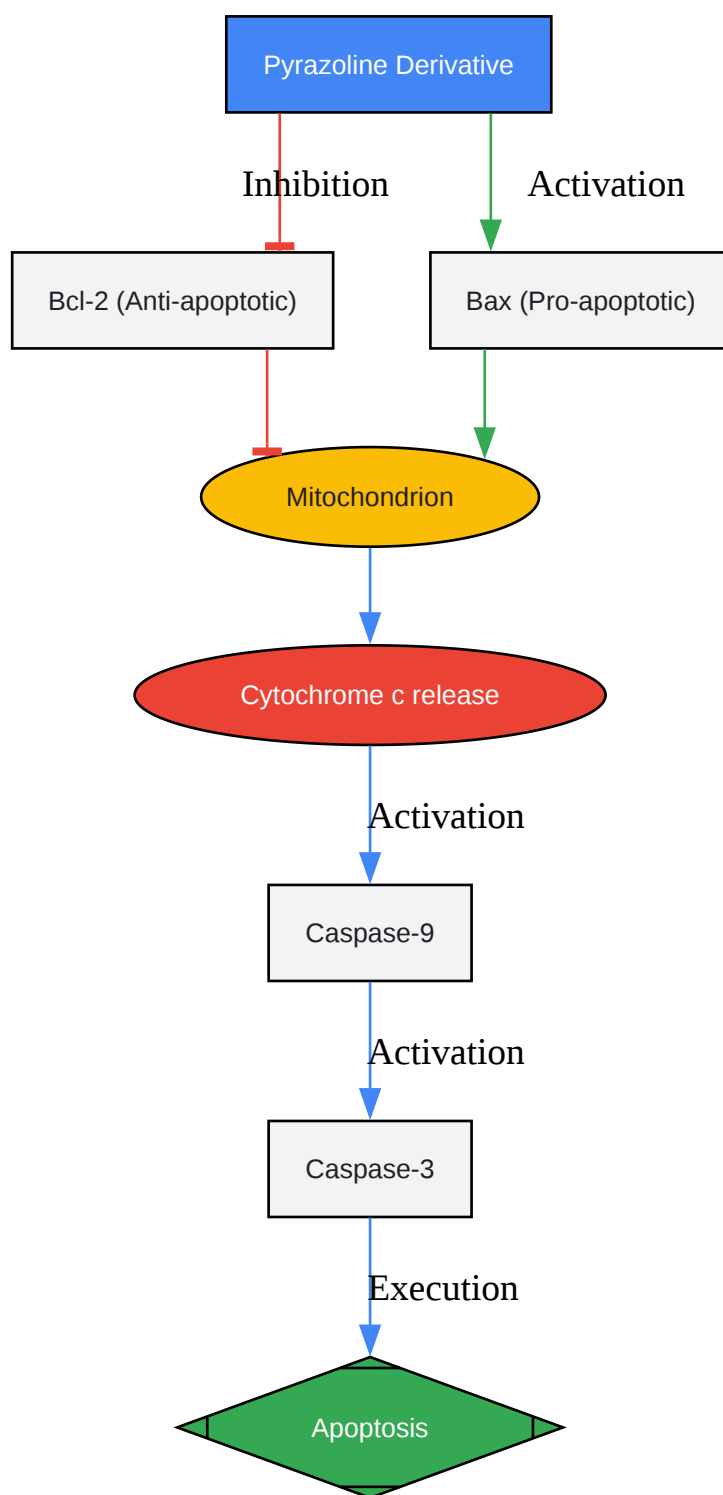 Pyrazoline Derivative
Inhibition
Activation
Bcl-2 (Anti-apoptotic)
Bax (Pro-apoptotic)
Mitochondrion
Cytochrome c release
Activation
Caspase-9
Activation
Caspase-3
Execution
Apoptosis